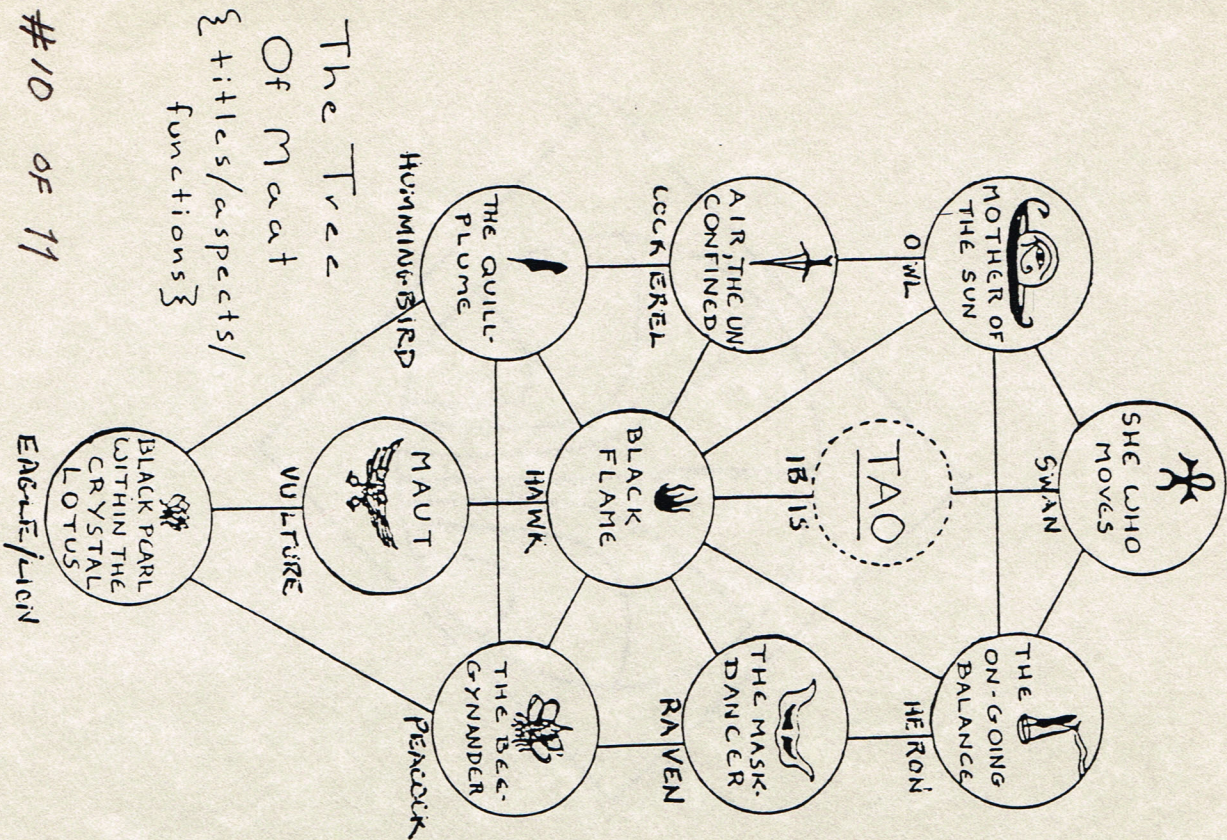 SHE WHO
MOVES
SWAN
MOTHER OF
THE SUN
OWL
THE
ON-GOING
BALANCE
HERON
TAO
IBIS
AIR, THE UN-
CONFINED
COCKEREL
THE MASK-
DANCER
RAVEN
BLACK
FLAME
HAWK
THE QUILL-
PLUME
HUMMING-BIRD
THE BEE-
GYNANDER
PEACOCK
MAUT
VULTURE
BLACK PEARL
WITHIN THE
CRYSTAL
LOTUS
EAGLE/LION
The Tree
Of Maat
{titles/aspects/
functions}
#10 OF 11